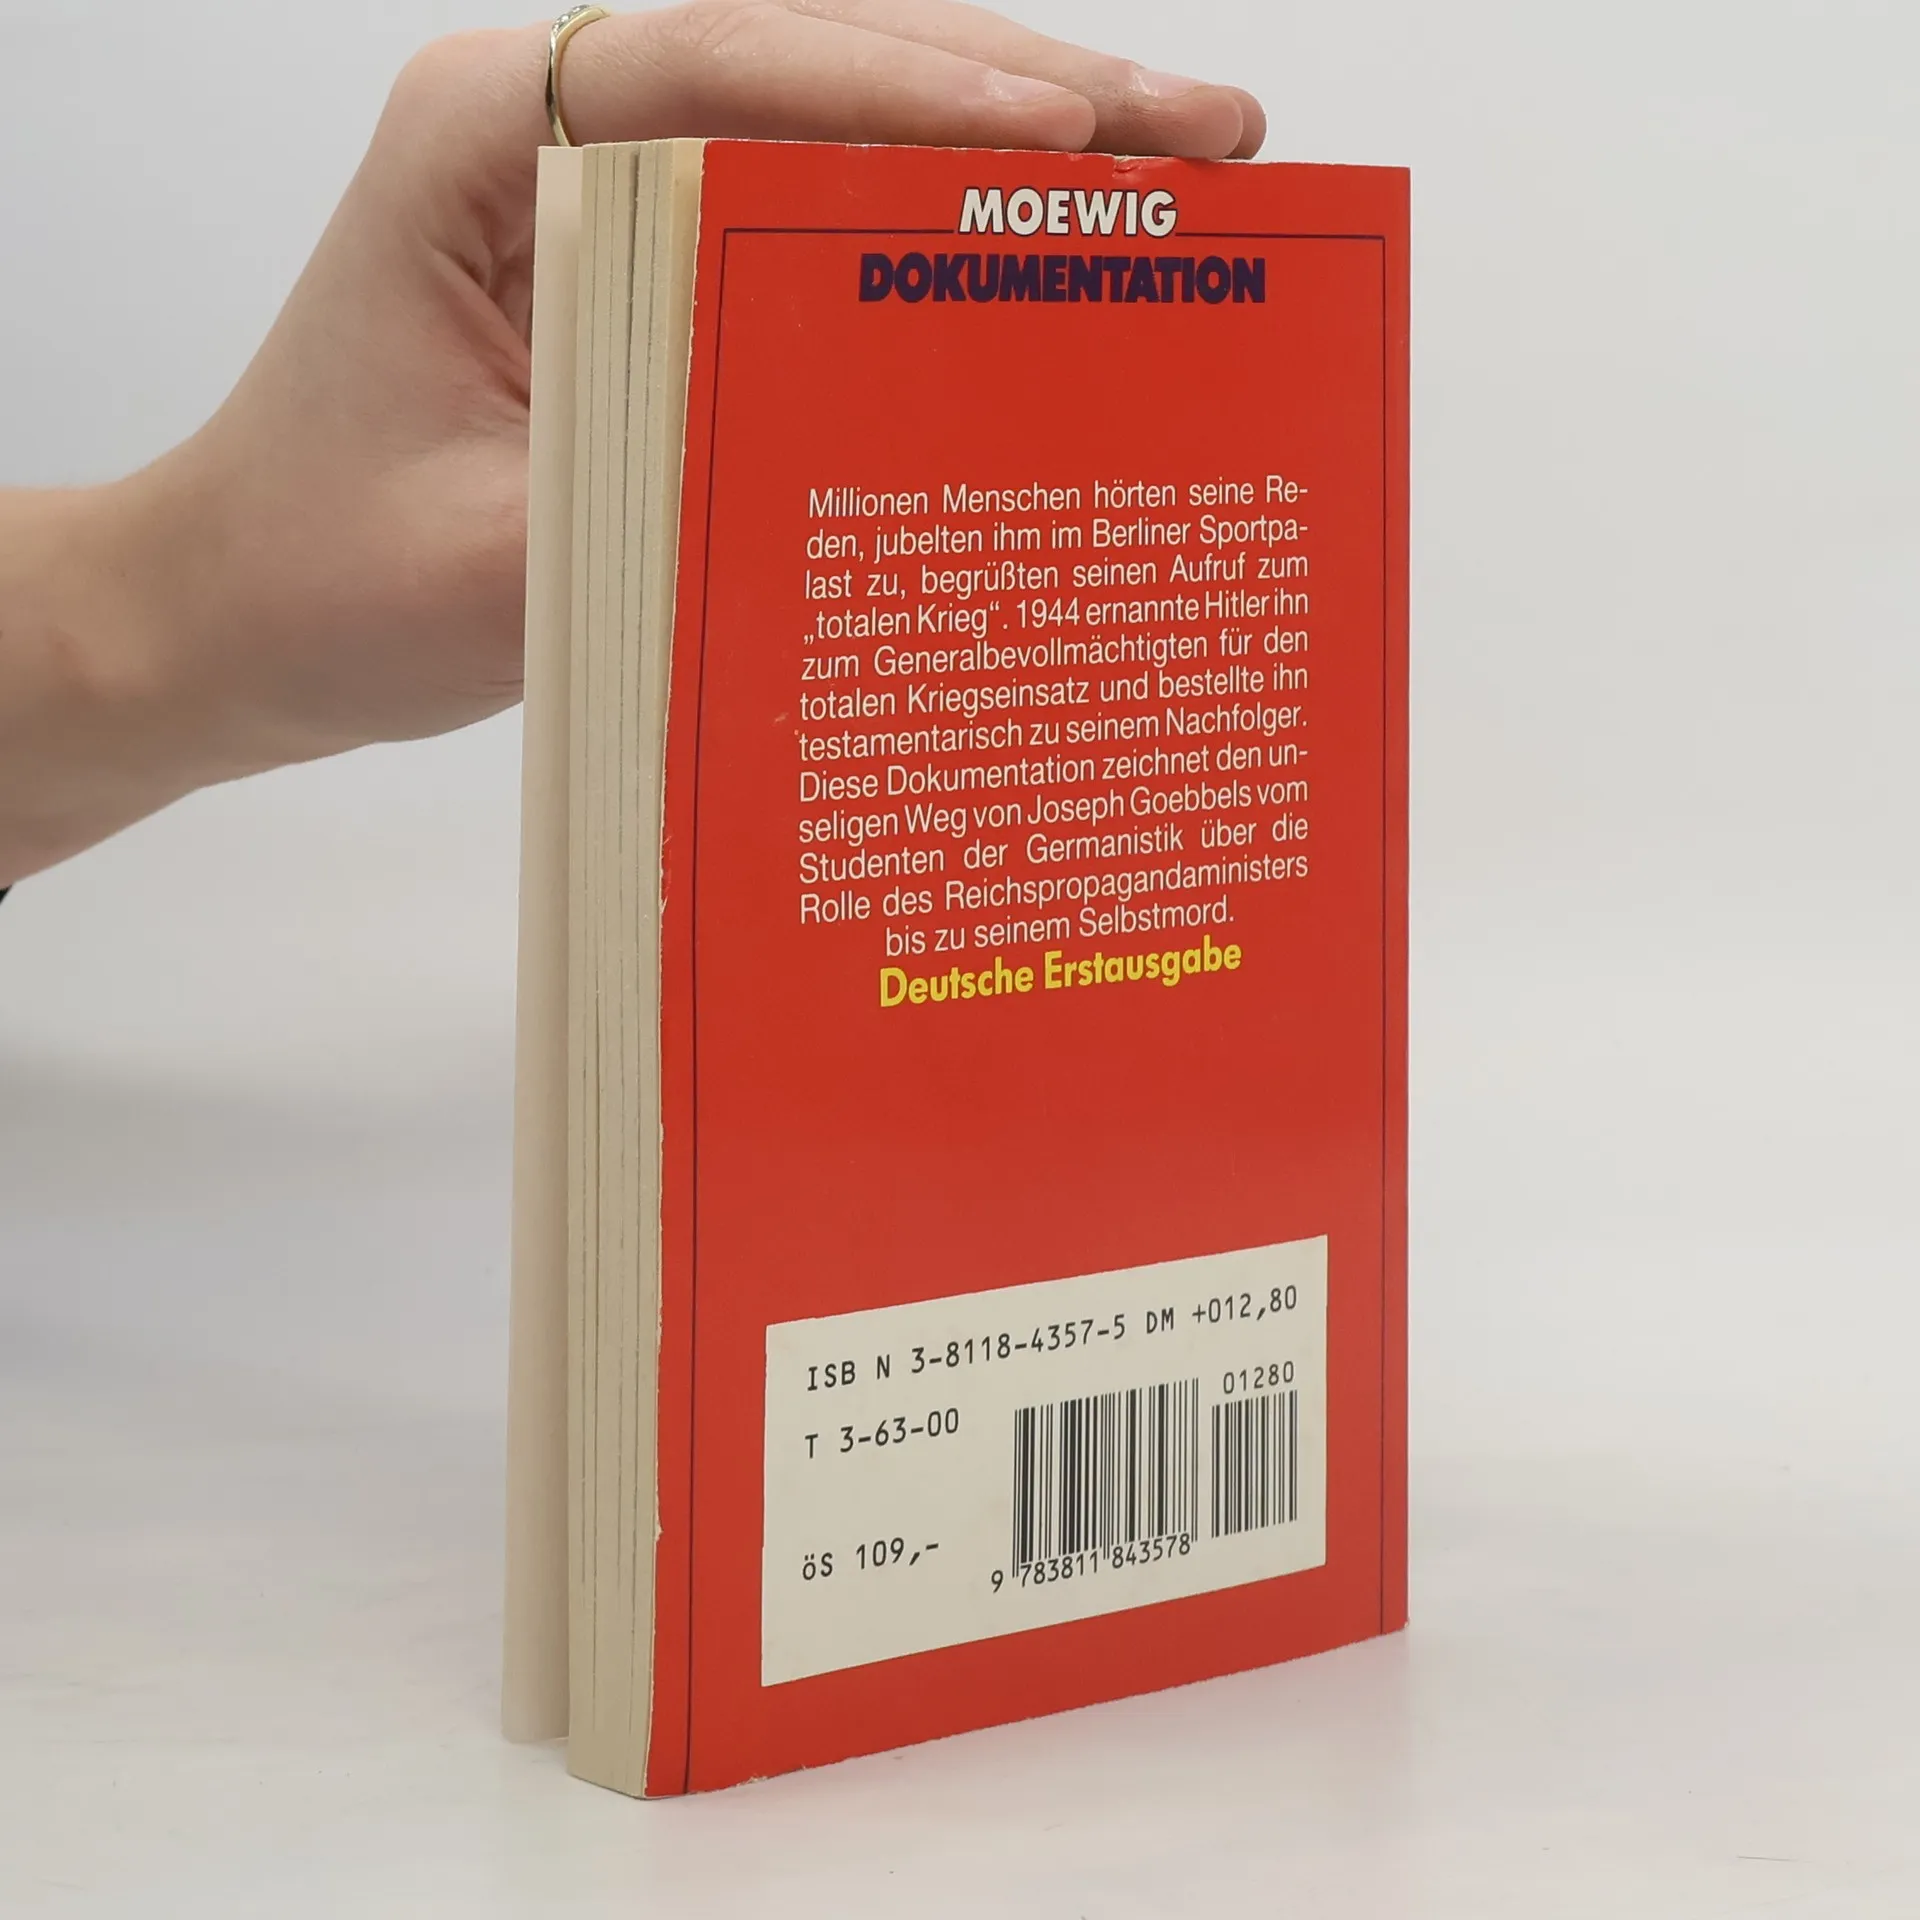 MOEWIG
DOKUMENTATION
Millionen Menschen hörten seine Re-
den, jubelten ihm im Berliner Sportpa-
last zu, begrüßten seinen Aufruf zum
„totalen Krieg“. 1944 ernannte Hitler ihn
zum Generalbevollmächtigten für den
totalen Kriegseinsatz und bestellte ihn
testamentarisch zu seinem Nachfolger.
Diese Dokumentation zeichnet den un-
seligen Weg von Joseph Goebbels vom
Studenten der Germanistik über die
Rolle des Reichspropagandaministers
bis zu seinem Selbstmord.
Deutsche Erstausgabe
ISB N 3-8118-4357-5 DM +012,80
T 3-63-00
01280
öS 109,-
9 783811 843578